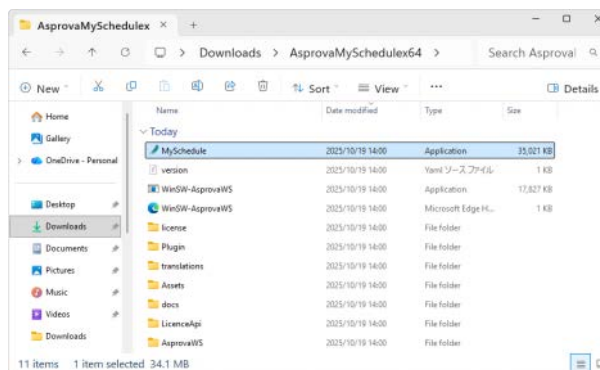 AsprovaMySchedulex
Downloads > AsprovaMySchedulex64 > Search Asproval
New Sort View ... Details
Name Date modified Type Size
Today
MySchedule 2025/10/19 14:00 Application 35,021 KB
version 2025/10/19 14:00 Yaml ソース ファイル 1 KB
WinSW-AsprovaWS 2025/10/19 14:00 Application 17,827 KB
WinSW-AsprovaWS 2025/10/19 14:00 Microsoft Edge H... 1 KB
license 2025/10/19 14:00 File folder
Plugin 2025/10/19 14:00 File folder
translations 2025/10/19 14:00 File folder
Assets 2025/10/19 14:00 File folder
docs 2025/10/19 14:00 File folder
LicenceApi 2025/10/19 14:00 File folder
AsprovaWS 2025/10/19 14:00 File folder
Home
Gallery
OneDrive - Personal
Desktop
Downloads
Documents
Pictures
Music
Videos
Downloads
11 items 1 item selected 34.1 MB